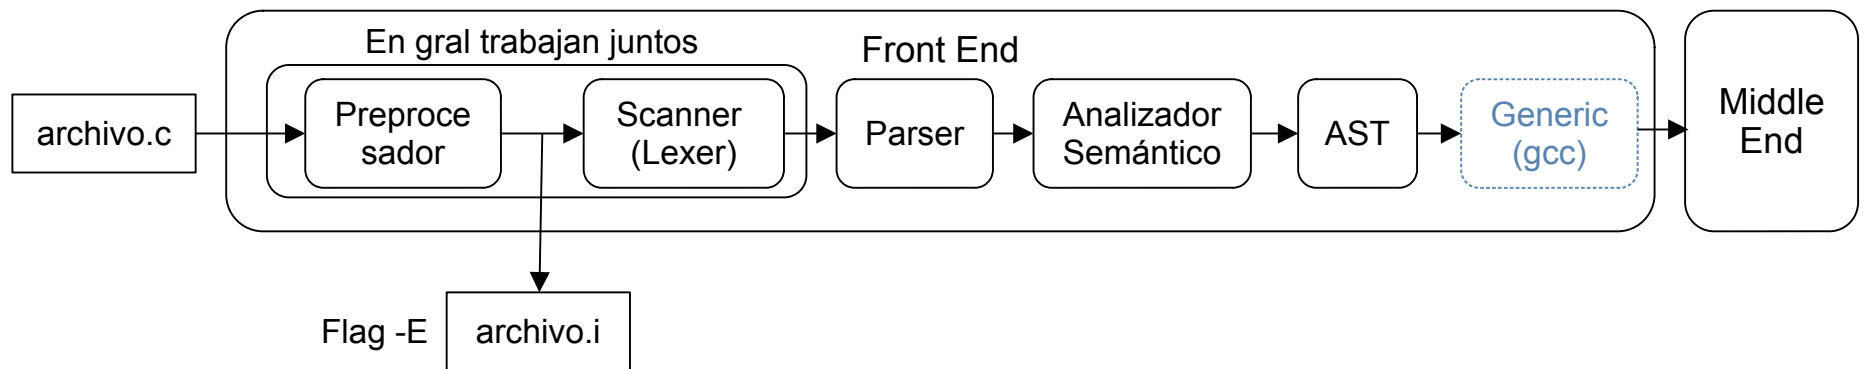 En gral trabajan juntos
Front End
archivo.c
Preproce
sador
Scanner
(Lexer)
Parser
Analizador
Semántico
AST
Generic
(gcc)
Middle
End
Flag -E
archivo.i